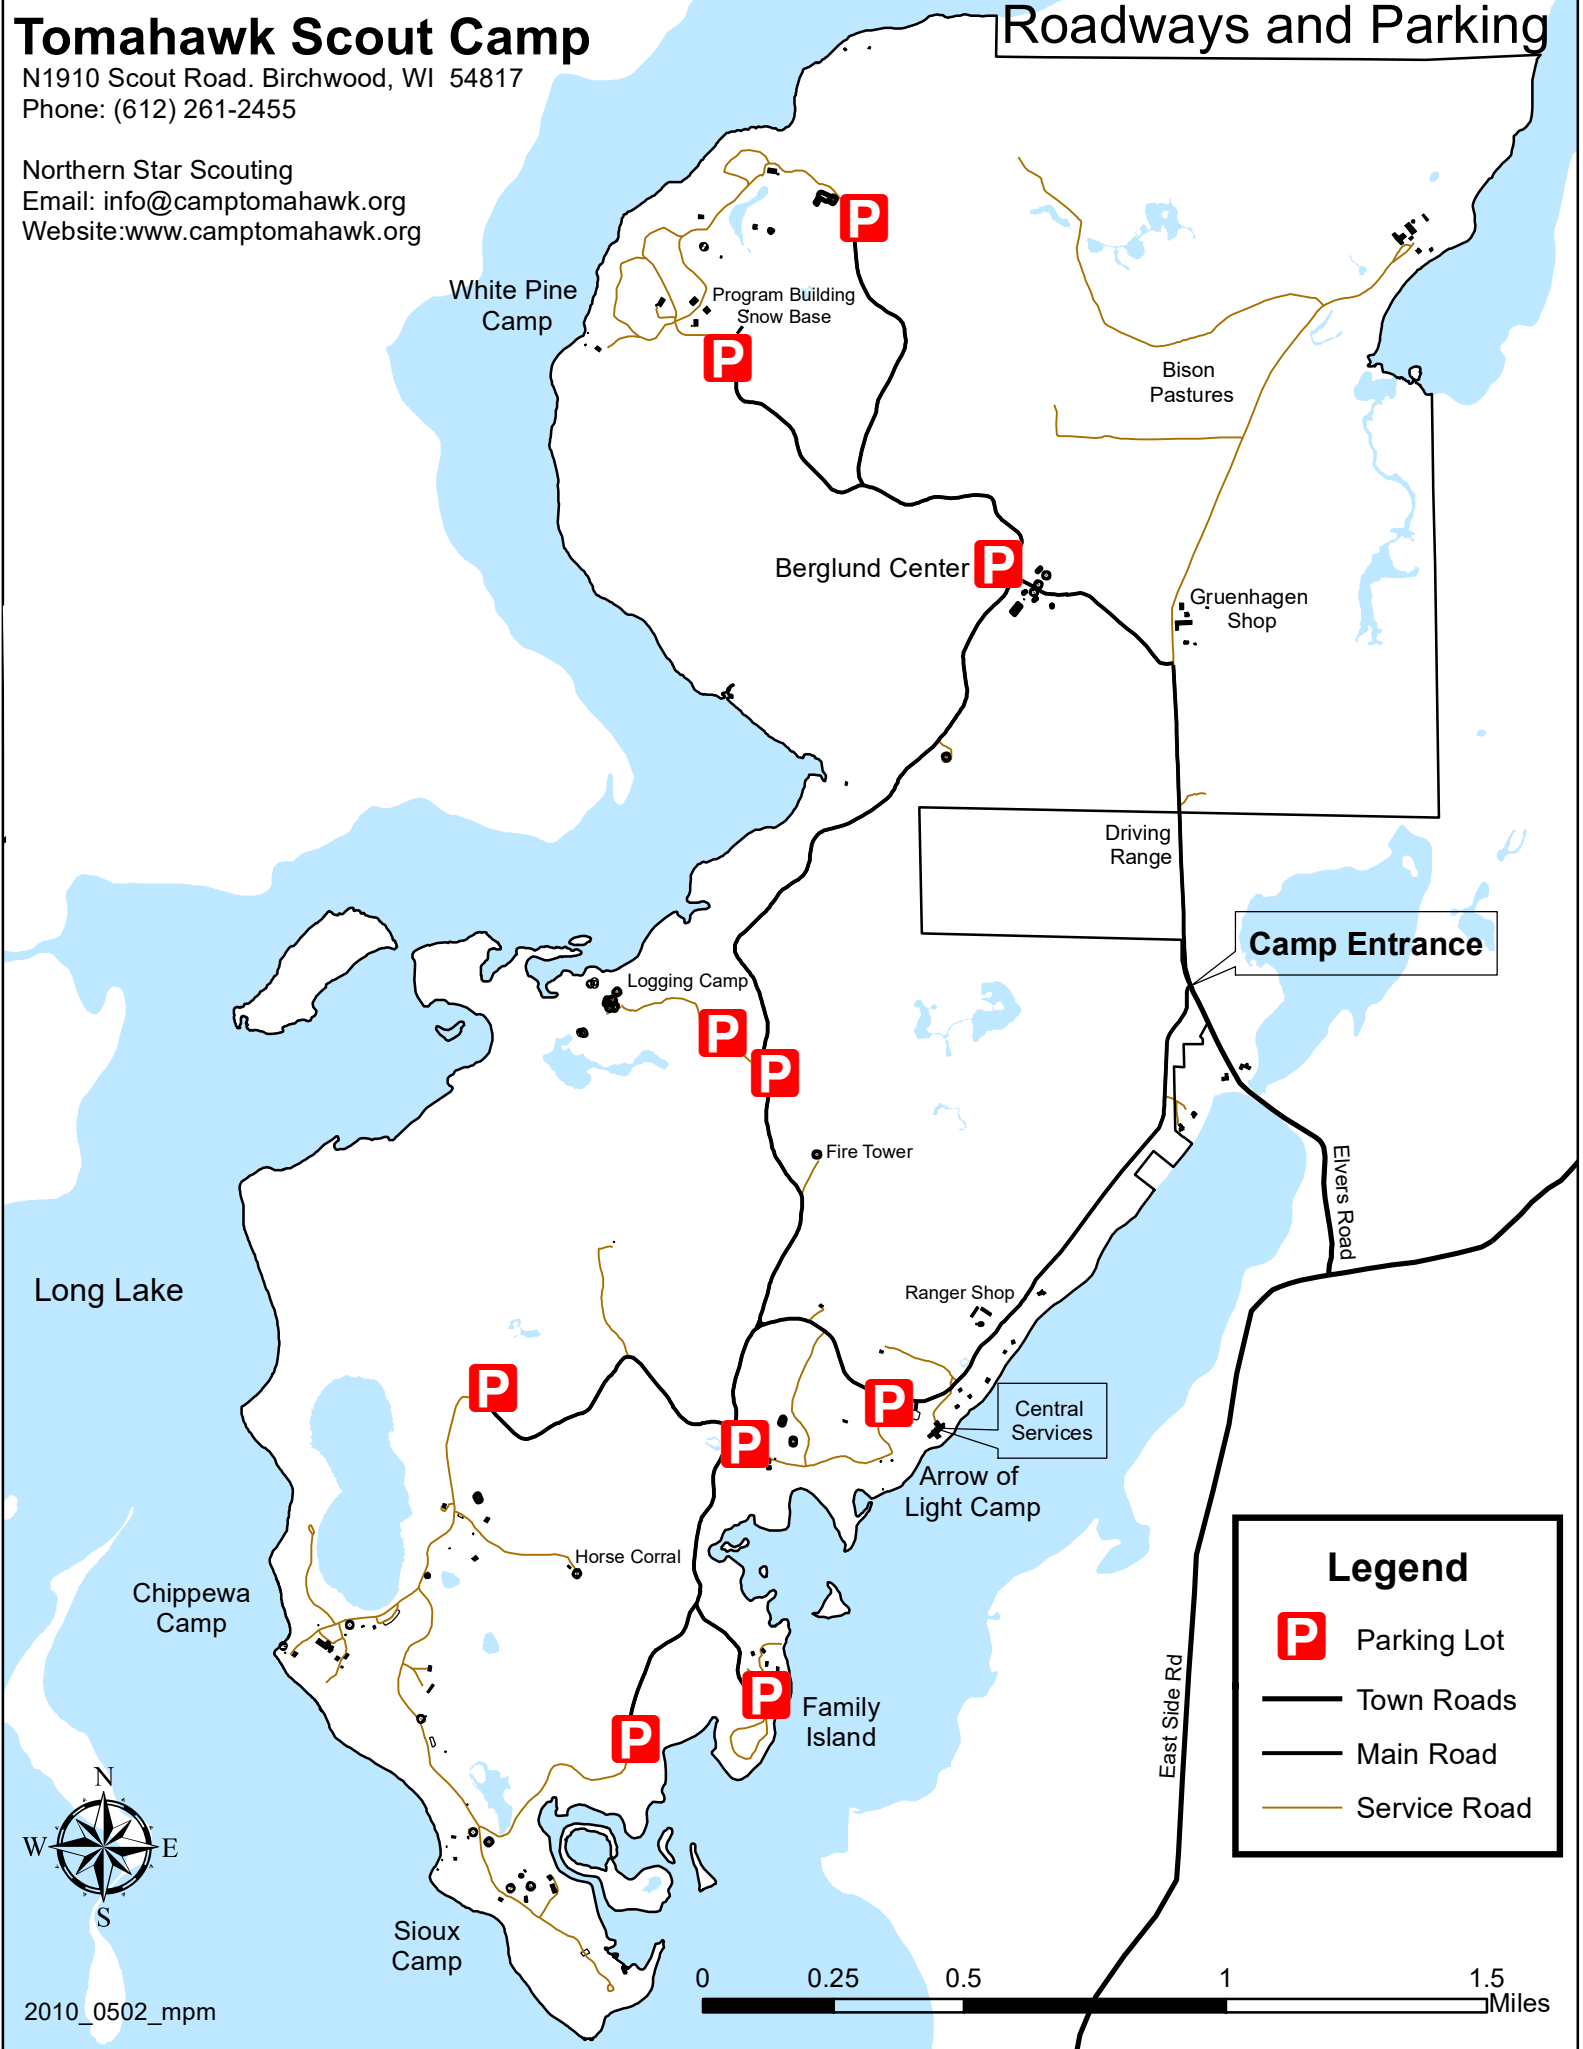 Tomahawk Scout Camp
N1910 Scout Road. Birchwood, WI 54817
Phone: (612) 261-2455
Northern Star Scouting
Email: info@camptomahawk.org
Website:www.camptomahawk.org
Roadways and Parking
P
White Pine
Camp
Program Building
Snow Base
P
Bison
Pastures
Berglund Center
P
Gruenhagen
Shop
Driving
Range
Camp Entrance
Logging Camp
P
P
Fire Tower
Elvers Road
Long Lake
Ranger Shop
P
P
P
Central
Services
Arrow of
Light Camp
Horse Corral
Chippewa
Camp
P
Family
Island
P
East Side Rd
Legend
P Parking Lot
Town Roads
Main Road
Service Road
N
W E
S
Sioux
Camp
0 0.25 0.5 1 1.5
Miles
2010_0502_mpm